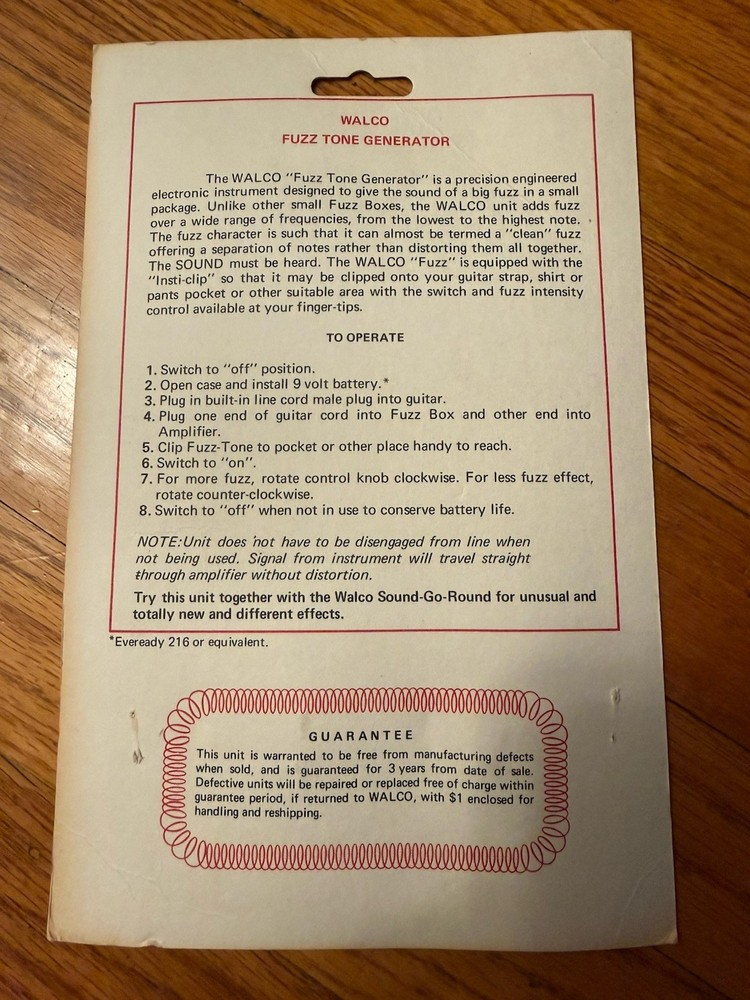 WALCO
FUZZ TONE GENERATOR
The WALCO "Fuzz Tone Generator" is a precision engineered
electronic instrument designed to give the sound of a big fuzz in a small
package. Unlike other small Fuzz Boxes, the WALCO unit adds fuzz
over a wide range of frequencies, from the lowest to the highest note.
The fuzz character is such that it can almost be termed a "clean" fuzz
offering a separation of notes rather than distorting them all together.
The SOUND must be heard. The WALCO "Fuzz" is equipped with the
"Insti-clip" so that it may be clipped onto your guitar strap, shirt or
pants pocket or other suitable area with the switch and fuzz intensity
control available at your finger-tips.
TO OPERATE
1. Switch to "off" position.
2. Open case and install 9 volt battery.*
3. Plug in built-in line cord male plug into guitar.
4. Plug one end of guitar cord into Fuzz Box and other end into
Amplifier.
5. Clip Fuzz-Tone to pocket or other place handy to reach.
6. Switch to "on".
7. For more fuzz, rotate control knob clockwise. For less fuzz effect,
rotate counter-clockwise.
8. Switch to "off" when not in use to conserve battery life.
NOTE: Unit does not have to be disengaged from line when
not being used. Signal from instrument will travel straight
through amplifier without distortion.
Try this unit together with the Walco Sound-Go-Round for unusual and
totally new and different effects.
*Eveready 216 or equivalent.
GUARANTEE
This unit is warranted to be free from manufacturing defects
when sold, and is guaranteed for 3 years from date of sale.
Defective units will be repaired or replaced free of charge within
guarantee period, if returned to WALCO, with $1 enclosed for
handling and reshipping.